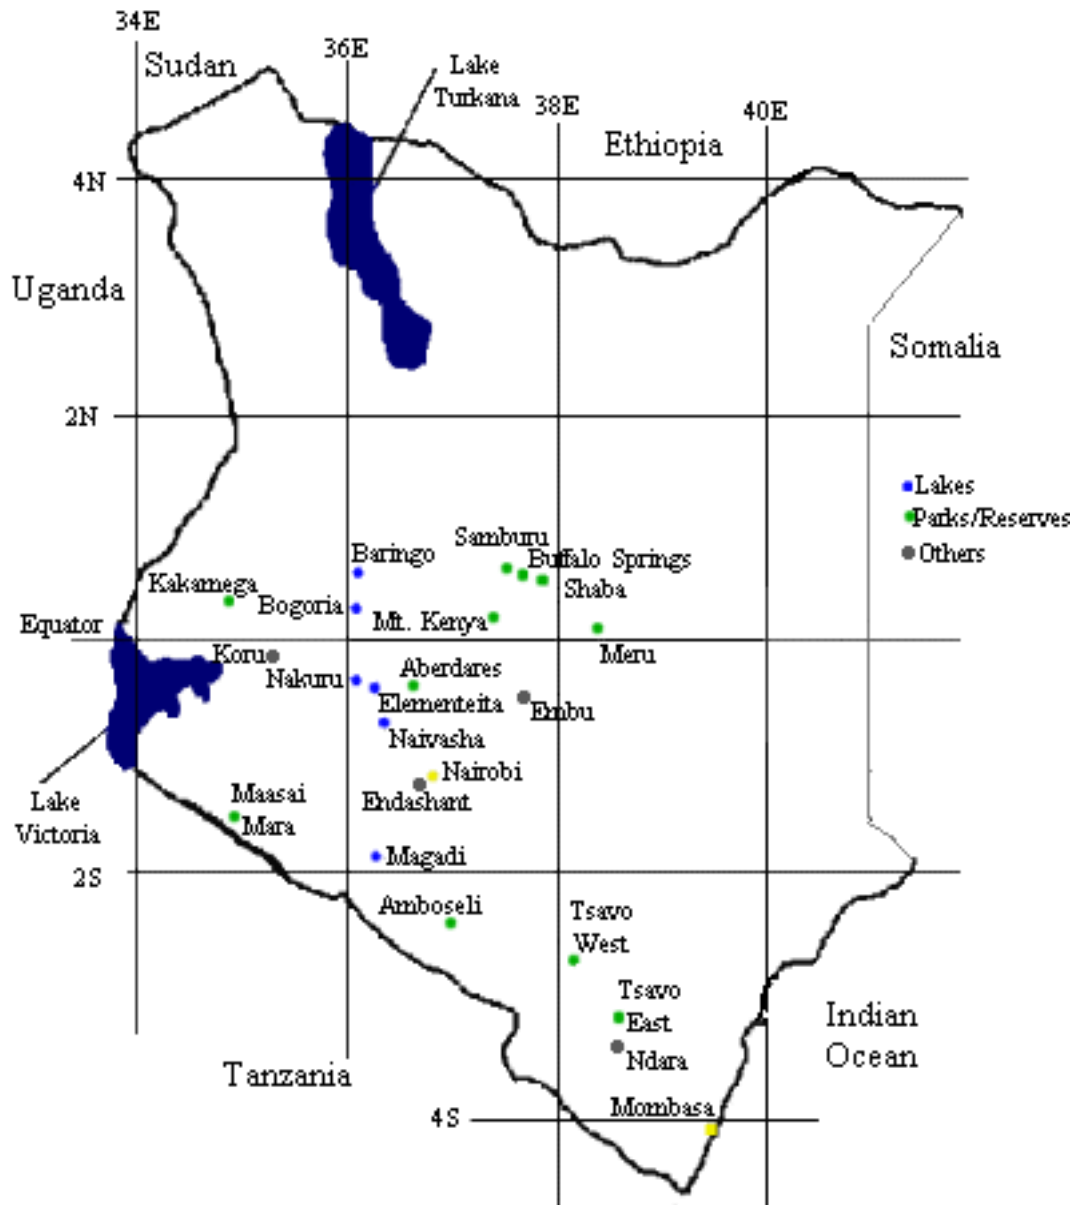 34E
Sudan
36E
Lake
Turkana
38E
40E
Ethiopia
4N
Uganda
Somalia
2N
Lakes
Parks/Reserves
Others
Samburu
Baringo
Buffalo Springs
Kakamega
Shaba
Bogoria
Mt. Kenya
Equator
Koru
Meru
Nakuru
Aberdares
Elementeita
Embu
Naivasha
Nairobi
Endashant
Maasai
Mara
Lake
Victoria
Magadi
2S
Amboseli
Tsavo
West
Tsavo
East
Indian
Ocean
Ndara
Tanzania
Mombasa
4S